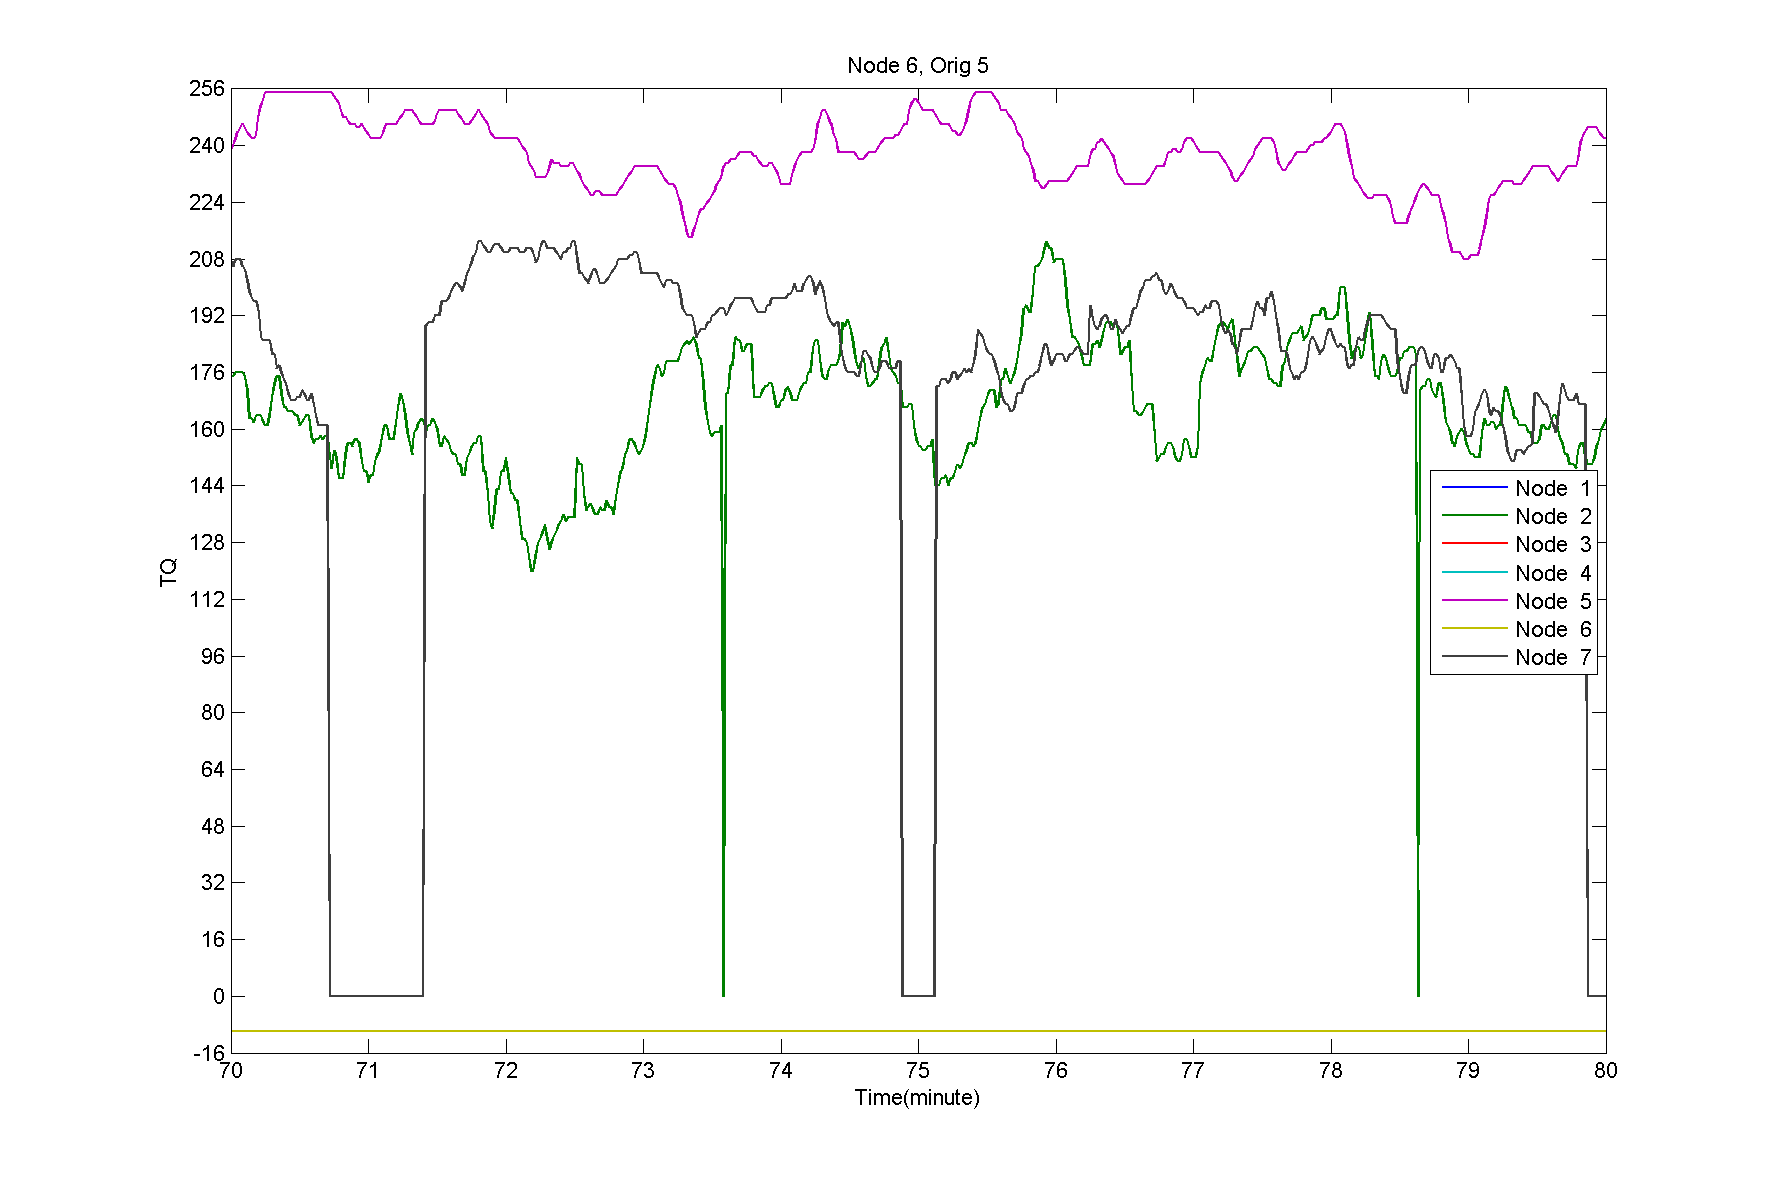 Node 6, Orig 5
256
240
224
208
192
176
160
144
128
112
96
80
64
48
32
16
0
-16
TQ
Node 1
Node 2
Node 3
Node 4
Node 5
Node 6
Node 7
70 71 72 73 74 75 76 77 78 79 80
Time(minute)